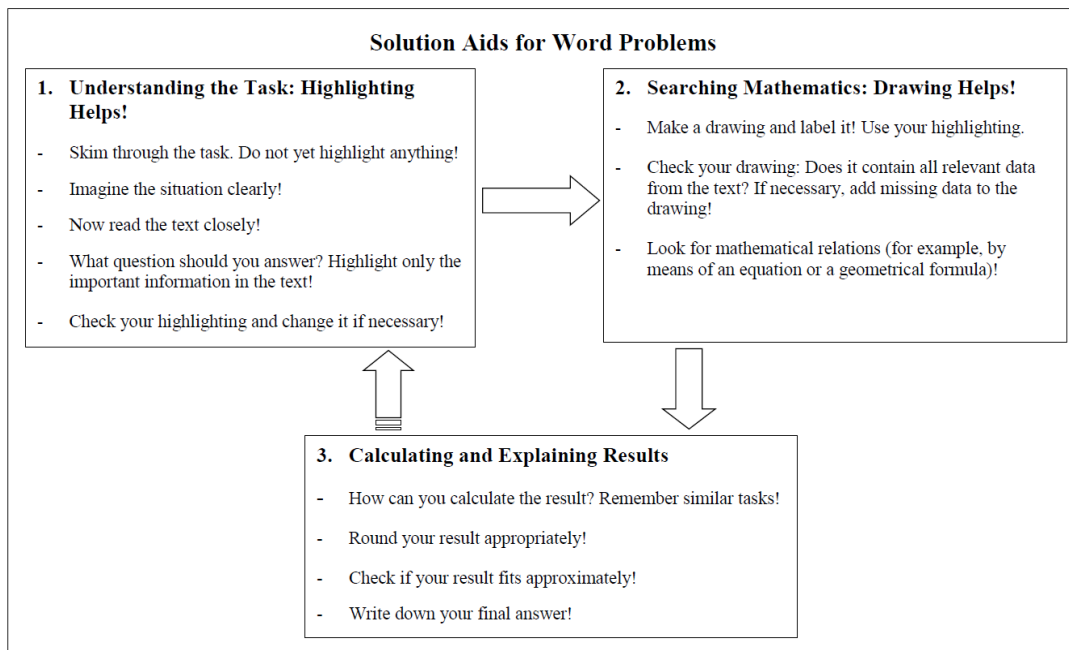 Solution Aids for Word Problems
1. Understanding the Task: Highlighting
Helps!
- Skim through the task. Do not yet highlight anything!
- Imagine the situation clearly!
- Now read the text closely!
- What question should you answer? Highlight only the
important information in the text!
- Check your highlighting and change it if necessary!
2. Searching Mathematics: Drawing Helps!
- Make a drawing and label it! Use your highlighting.
- Check your drawing: Does it contain all relevant data
from the text? If necessary, add missing data to the
drawing!
- Look for mathematical relations (for example, by
means of an equation or a geometrical formula)!
3. Calculating and Explaining Results
- How can you calculate the result? Remember similar tasks!
- Round your result appropriately!
- Check if your result fits approximately!
- Write down your final answer!